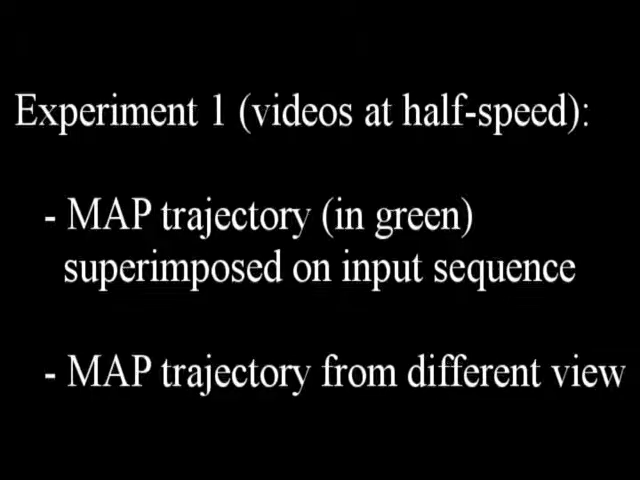 Experiment 1 (videos at half-speed):
- MAP trajectory (in green)
superimposed on input sequence
- MAP trajectory from different view